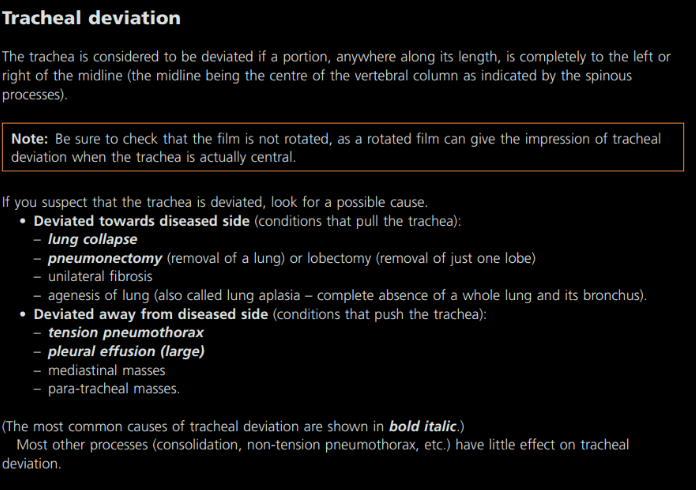 Tracheal deviation
The trachea is considered to be deviated if a portion, anywhere along its length, is completely to the left or
right of the midline (the midline being the centre of the vertebral column as indicated by the spinous
processes).
Note: Be sure to check that the film is not rotated, as a rotated film can give the impression of tracheal
deviation when the trachea is actually central.
If you suspect that the trachea is deviated, look for a possible cause.
• Deviated towards diseased side (conditions that pull the trachea):
– lung collapse
– pneumonectomy (removal of a lung) or lobectomy (removal of just one lobe)
– unilateral fibrosis
– agenesis of lung (also called lung aplasia – complete absence of a whole lung and its bronchus).
• Deviated away from diseased side (conditions that push the trachea):
– tension pneumothorax
– pleural effusion (large)
– mediastinal masses
– para-tracheal masses.
(The most common causes of tracheal deviation are shown in bold italic.)
Most other processes (consolidation, non-tension pneumothorax, etc.) have little effect on tracheal
deviation.